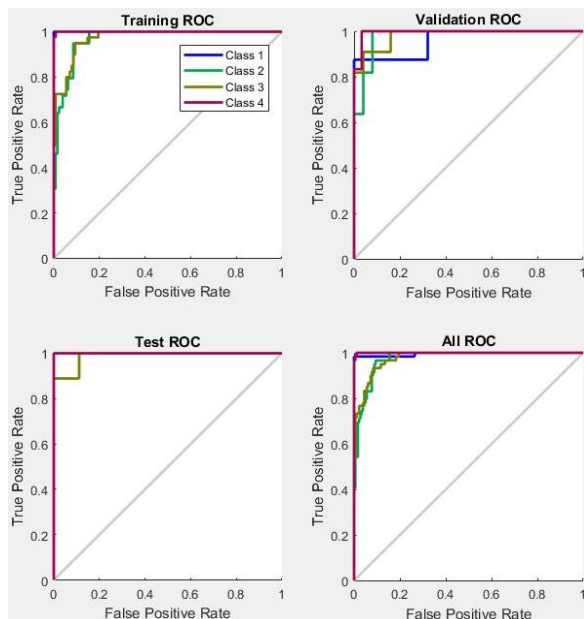 Training ROC
1
0.8
0.6
0.4
0.2
0
True Positive Rate
Class 1
Class 2
Class 3
Class 4
0 0.2 0.4 0.6 0.8 1
False Positive Rate
Validation ROC
1
0.8
0.6
0.4
0.2
0
True Positive Rate
0 0.2 0.4 0.6 0.8 1
False Positive Rate
Test ROC
1
0.8
0.6
0.4
0.2
0
True Positive Rate
0 0.2 0.4 0.6 0.8 1
False Positive Rate
All ROC
1
0.8
0.6
0.4
0.2
0
True Positive Rate
0 0.2 0.4 0.6 0.8 1
False Positive Rate